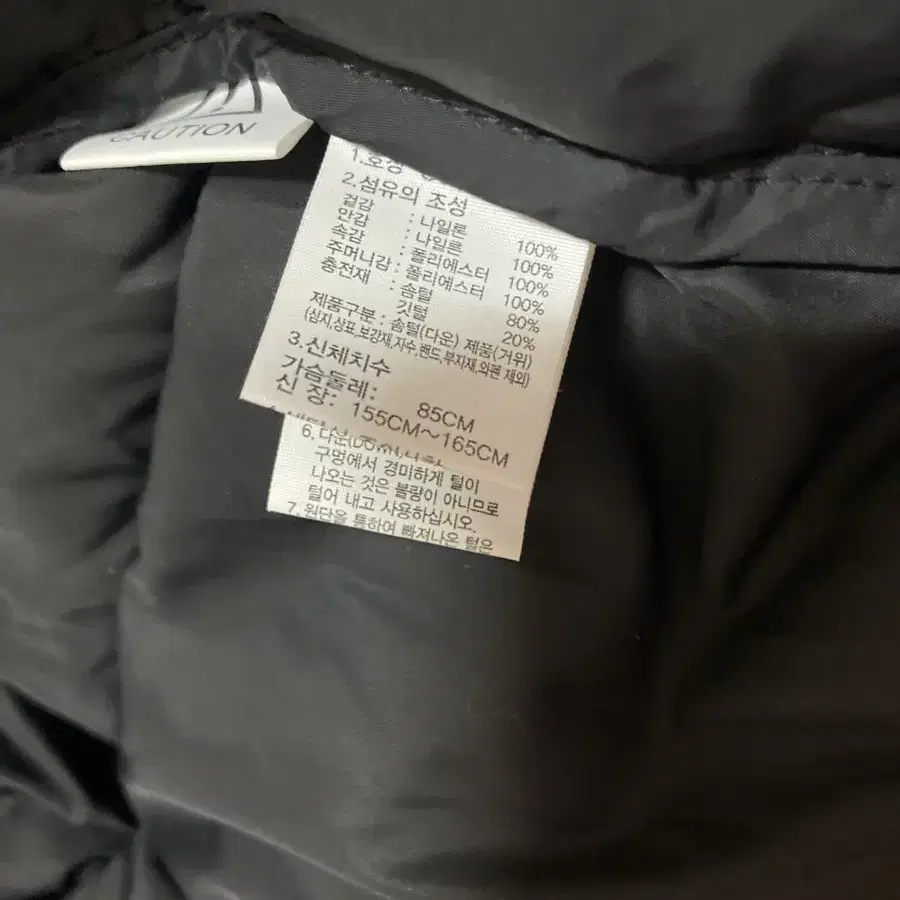 CAUTION
1.호칭
2.섬유의 조성
겉감 : 나일론 100%
안감 : 나일론 100%
속감 : 폴리에스터 100%
주머니감 : 폴리에스터 100%
충전재 : 솜털 80%
깃털 20%
제품구분 : 솜털(다운) 제품(거위)
(심지,상표,보강재,자수,밴드,부자재,와펜 제외)
3.신체치수
가슴둘레: 85CM
신 장: 155CM~165CM
6. 다운(
구멍에서 경미하게 털이
나오는 것은 불량이 아니므로
털어 내고 사용하십시오.
7. 원단을 통하여 빠져나온 털은